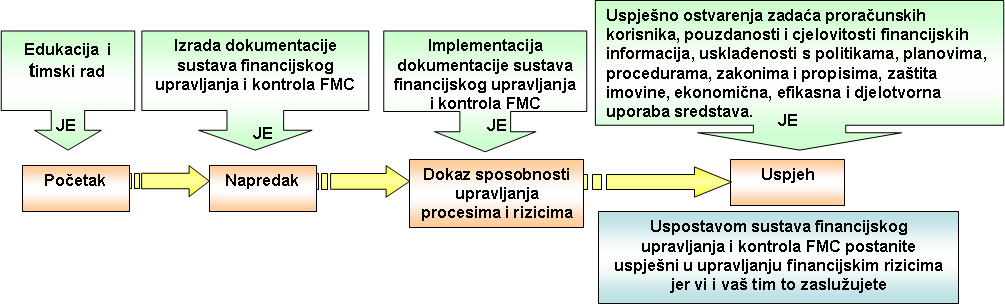 Edukacija i
timski rad
JE
Izrada dokumentacije
sustava financijskog
upravljanja i kontrola FMC
JE
Implementacija
dokumentacije sustava
financijskog upravljanja
i kontrola FMC
JE
Uspješno ostvarenja zadaća proračunskih
korisnika, pouzdanosti i cjelovitosti financijskih
informacija, usklađenosti s politikama, planovima,
procedurama, zakonima i propisima, zaštita
imovine, ekonomična, efikasna i djelotvorna
uporaba sredstava.
JE
Početak
Napredak
Dokaz sposobnosti
upravljanja
procesima i rizicima
Uspjeh
Uspostavom sustava financijskog
upravljanja i kontrola FMC postanite
uspješni u upravljanju financijskim rizicima
jer vi i vaš tim to zaslužujete